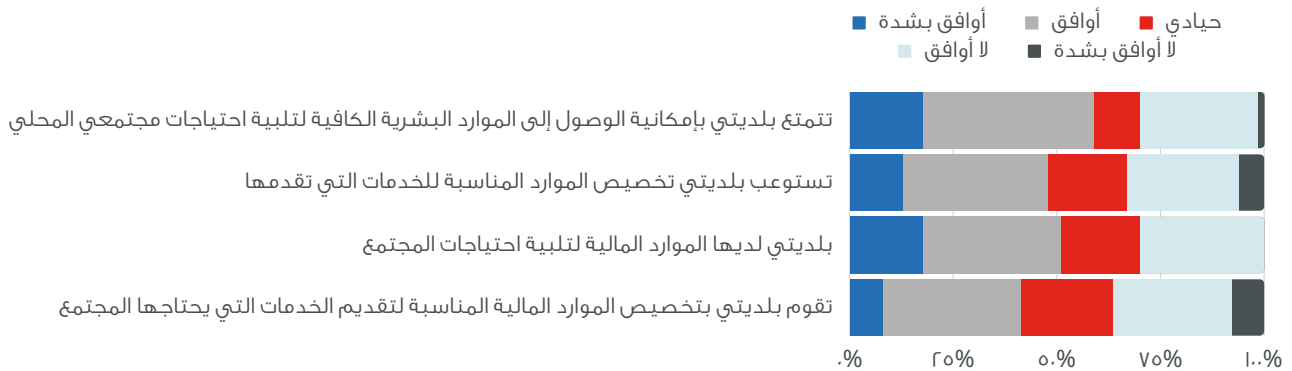 أوافق بشدة أوافق حيادي
لا أوافق لا أوافق بشدة
تتمتع بلديتي بإمكانية الوصول إلى الموارد البشرية الكافية لتلبية احتياجات مجتمعي المحلي
تستوعب بلديتي تخصيص الموارد المناسبة للخدمات التي تقدمها
بلديتي لديها الموارد المالية لتلبية احتياجات المجتمع
تقوم بلديتي بتخصيص الموارد المالية المناسبة لتقديم الخدمات التي يحتاجها المجتمع
٠% ٢٥% ٥٠% ٧٥% ١٠٠%